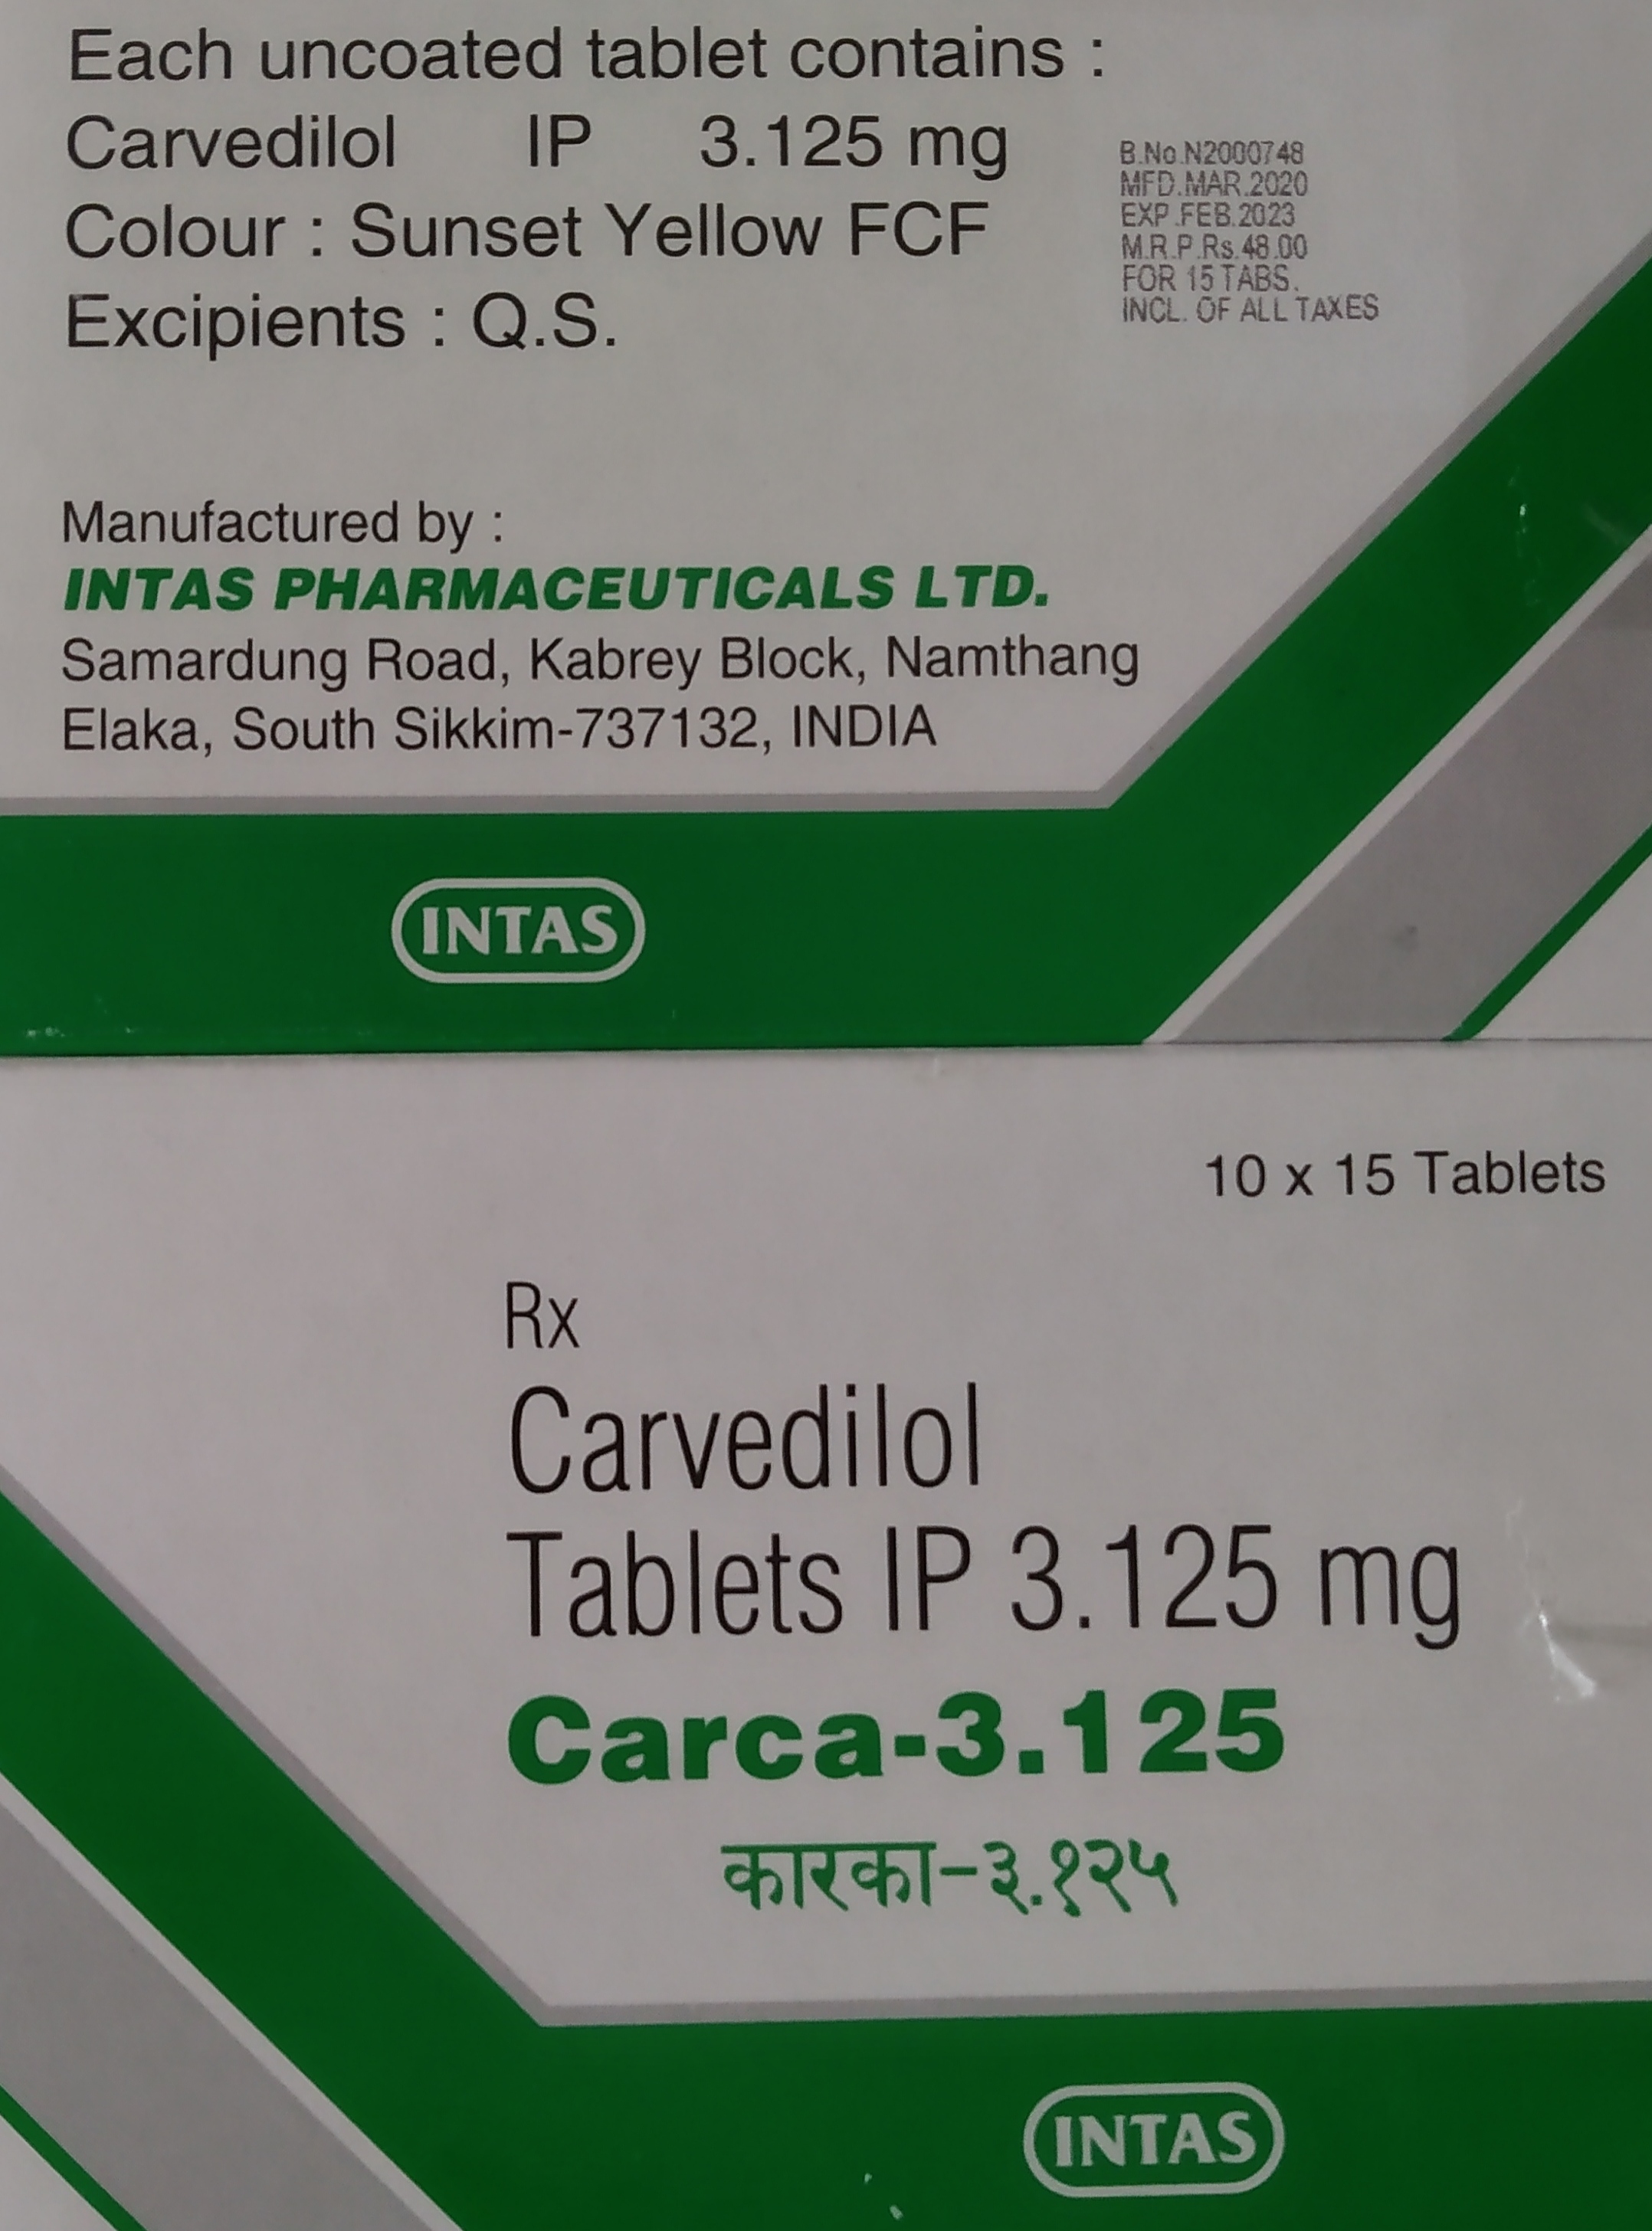 Each uncoated tablet contains :
Carvedilol IP 3.125 mg
Colour : Sunset Yellow FCF
Excipients : Q.S.
B.No.N2000748
MFD.MAR.2020
EXP.FEB.2023
M.R.P.Rs.48.00
FOR 15 TABS.
INCL. OF ALL TAXES
Manufactured by :
INTAS PHARMACEUTICALS LTD.
Samardung Road, Kabrey Block, Namthang
Elaka, South Sikkim-737132, INDIA
INTAS
10 x 15 Tablets
Rx
Carvedilol
Tablets IP 3.125 mg
Carca-3.125
कारका-३.१२५
INTAS